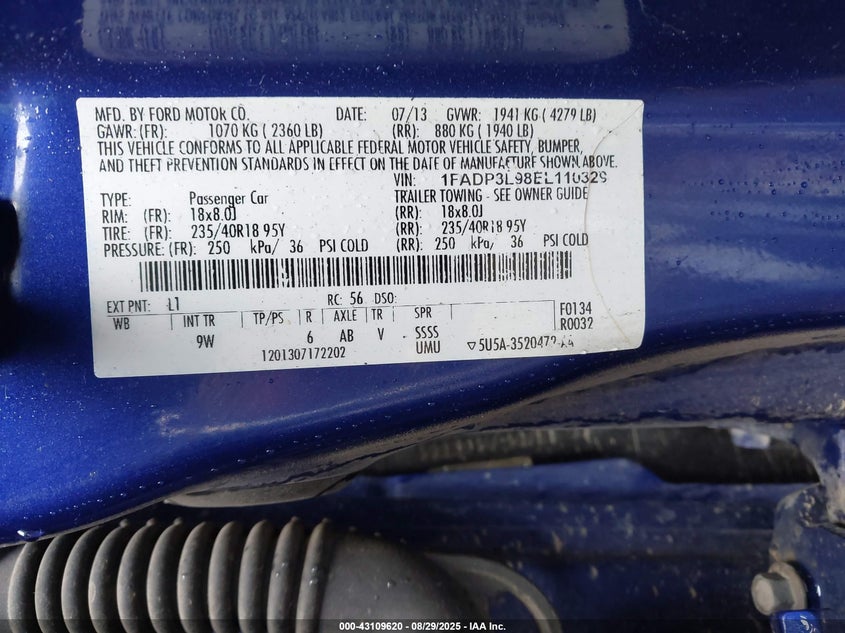 MFD. BY FORD MOTOR CO. DATE: 07/13 GVWR: 1941 KG ( 4279 LB)
GAWR: (FR): 1070 KG ( 2360 LB) (RR): 880 KG ( 1940 LB)
THIS VEHICLE CONFORMS TO ALL APPLICABLE FEDERAL MOTOR VEHICLE SAFETY, BUMPER,
AND THEFT PREVENTION STANDARDS IN EFFECT ON THE DATE OF MANUFACTURE SHOWN ABOVE.
VIN: 1FADP3L98EL110329
TYPE: Passenger Car TRAILER TOWING - SEE OWNER GUIDE
RIM: (FR): 18x8.0J (RR): 18x8.0J
TIRE: (FR): 235/40R18 95Y (RR): 235/40R18 95Y
PRESSURE: (FR): 250 kPa/ 36 PSI COLD (RR): 250 kPa/ 36 PSI COLD
EXT PNT: L1 RC: 56 DSO: F0134
WB INT TR TP/PS R AXLE TR SPR R0032
9W 6 AB V SSSS
1201307172202 UMU ▽5U5A-3520472-
000-43109620 - 08/29/2025 - IAA Inc.